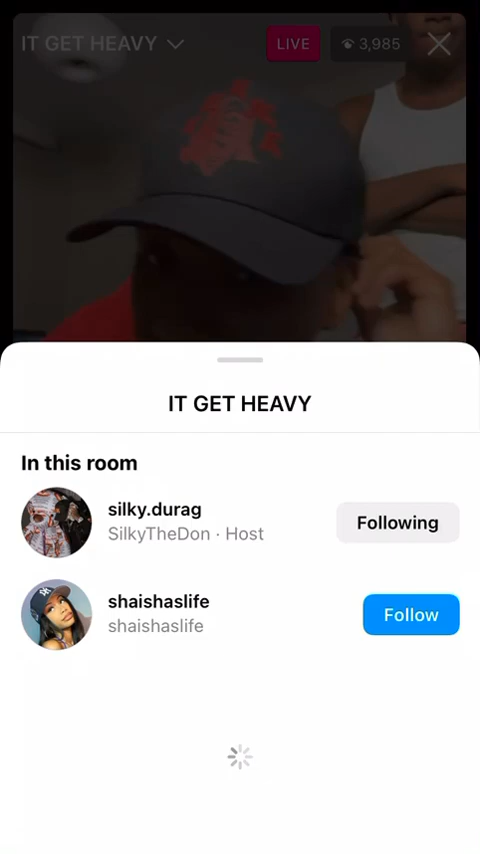 IT GET HEAVY
LIVE
3,985
IT GET HEAVY
In this room
silky.durag
SilkyTheDon · Host
Following
shaishaslife
shaishaslife
Follow